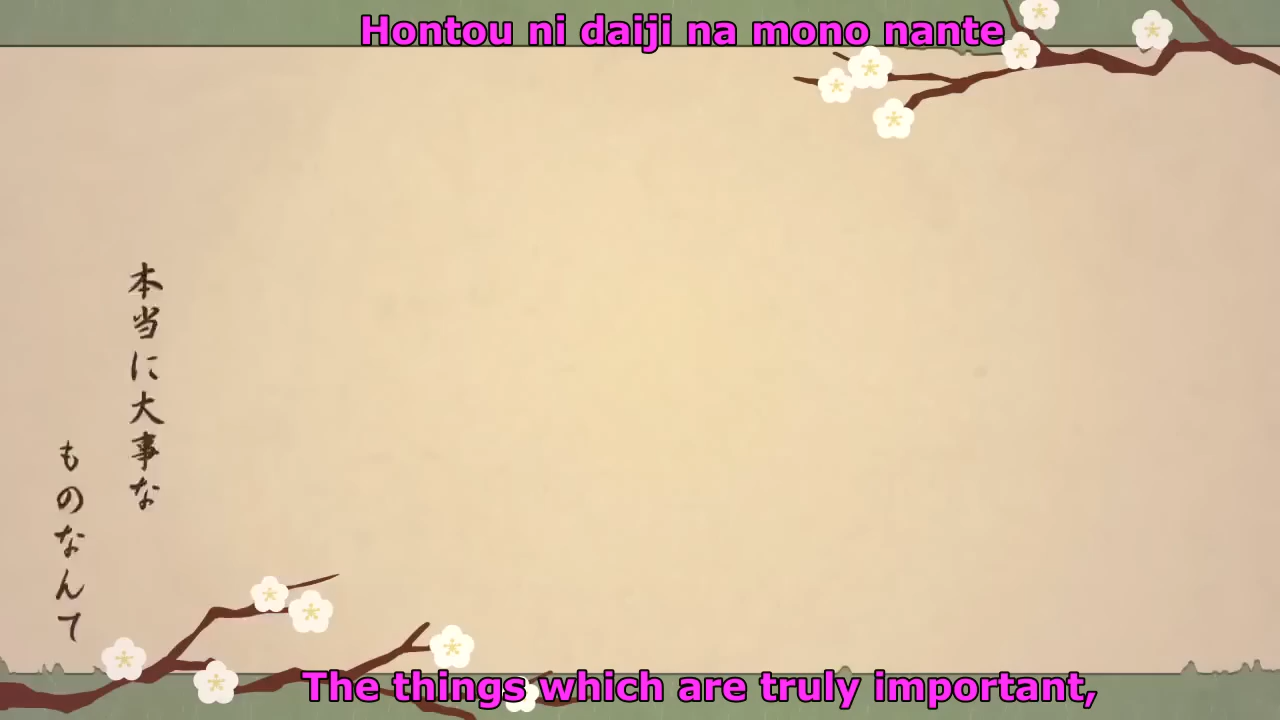 Hontou ni daiji na mono nante
本当に大事な
ものなんて
The things which are truly important,